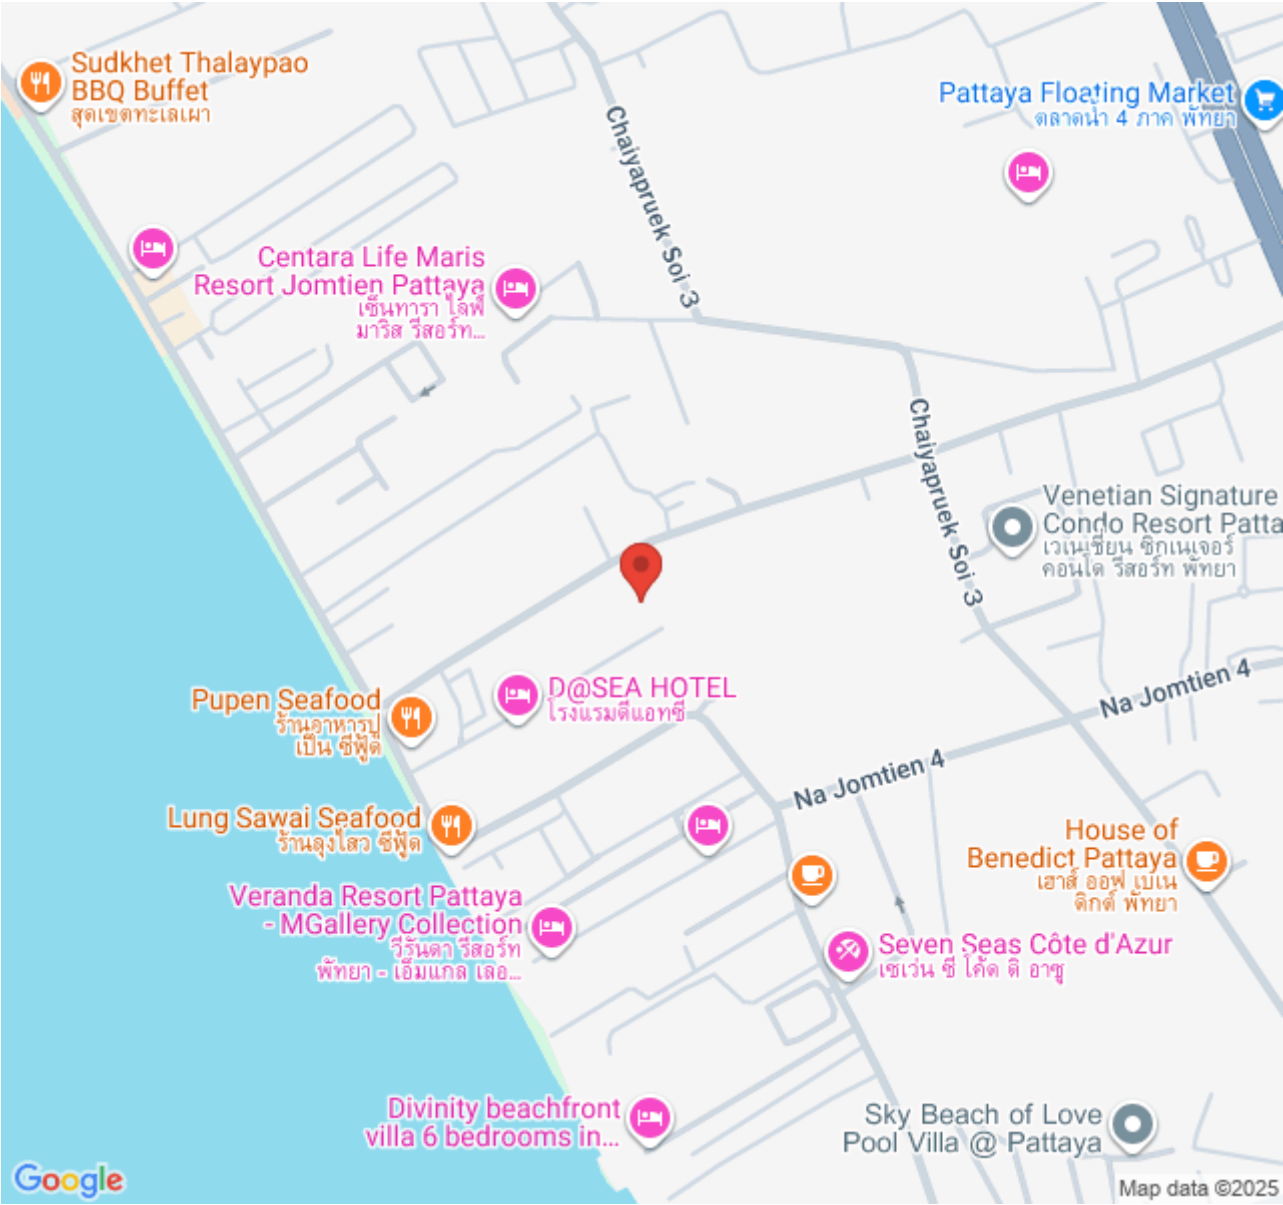 Sudkhet Thalaypao
BBQ Buffet
สุดเขตทะเลเผา
Pattaya Floating Market
ตลาดน้ำ 4 ภาค พัทยา
Chaiyapruek Soi 3
Centara Life Maris
Resort Jomtien Pattaya
เซ็นทารา ไลฟ์
มาริส รีสอร์ท...
Chaiyapruek Soi 3
Venetian Signature
Condo Resort Patta
เวเนเชี่ยน ซิกเนเจอร์
คอนโด รีสอร์ท พัทยา
D@SEA HOTEL
โรงแรมดีแอทซี
Na Jomtien 4
Pupen Seafood
ร้านอาหารปู
เป็น ซีฟู้ด
Na Jomtien 4
Lung Sawai Seafood
ร้านลุงไสว ซีฟู้ด
House of
Benedict Pattaya
เฮาส์ ออฟ เบเน
ดิกต์ พัทยา
Veranda Resort Pattaya
- MGallery Collection
วีรันดา รีสอร์ท
พัทยา - เอ็มแกล เลอ...
Seven Seas Côte d'Azur
เซเว่น ซี โค้ด ดิ อาซู
Divinity beachfront
villa 6 bedrooms in...
Sky Beach of Love
Pool Villa @ Pattaya
Google
Map data ©2025